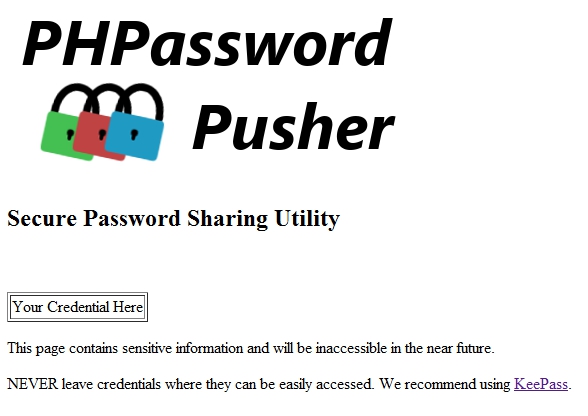 PHPassword
Pusher
Secure Password Sharing Utility
Your Credential Here
This page contains sensitive information and will be inaccessible in the near future.
NEVER leave credentials where they can be easily accessed. We recommend using KeePass.